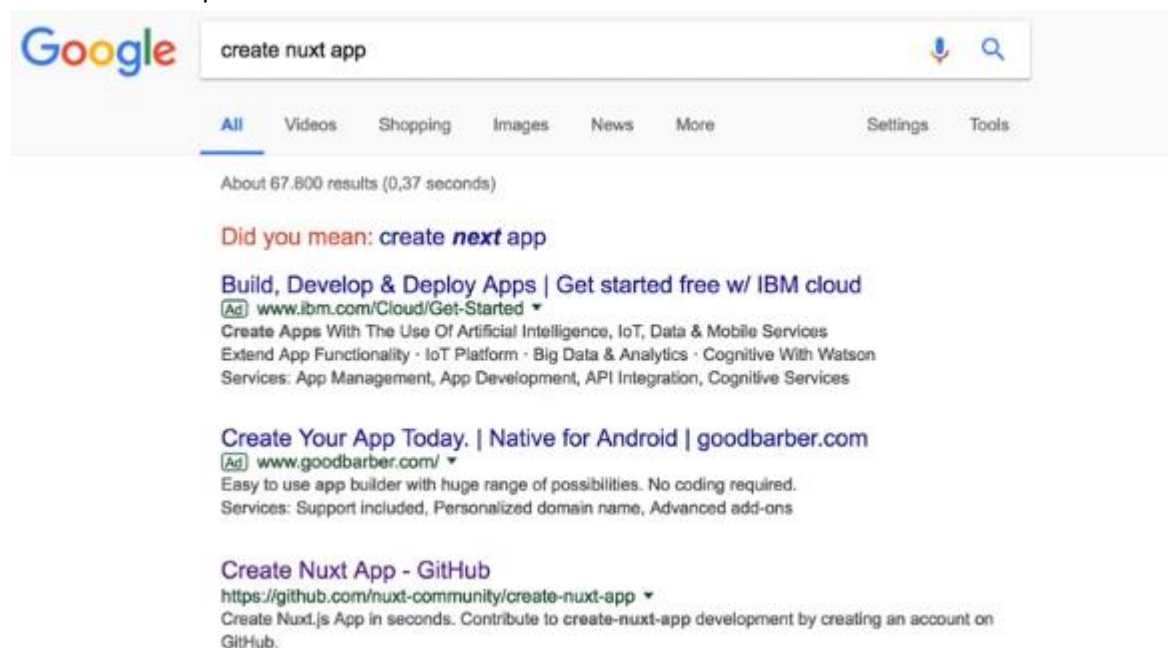 Google
create nuxt app
All Videos Shopping Images News More Settings Tools
About 67.800 results (0,37 seconds)
Did you mean: create next app
Build, Develop & Deploy Apps | Get started free w/ IBM cloud
Ad www.ibm.com/Cloud/Get-Started
Create Apps With The Use Of Artificial Intelligence, IoT, Data & Mobile Services
Extend App Functionality · IoT Platform · Big Data & Analytics · Cognitive With Watson
Services: App Management, App Development, API Integration, Cognitive Services
Create Your App Today. | Native for Android | goodbarber.com
Ad www.goodbarber.com/
Easy to use app builder with huge range of possibilities. No coding required.
Services: Support included, Personalized domain name, Advanced add-ons
Create Nuxt App - GitHub
https://github.com/nuxt-community/create-nuxt-app
Create Nuxt.js App in seconds. Contribute to create-nuxt-app development by creating an account on
GitHub.